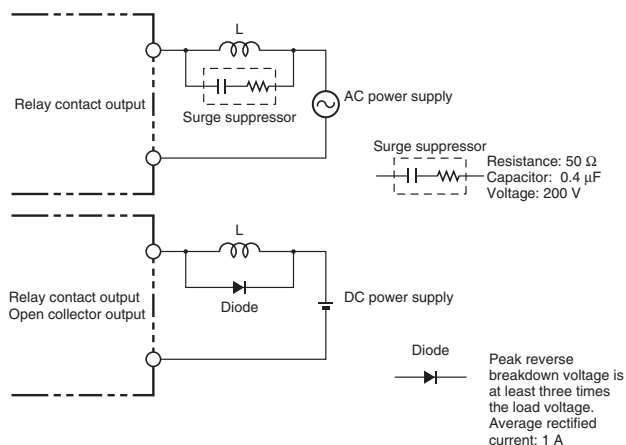 L
Relay contact output
AC power supply
Surge suppressor
Surge suppressor
Resistance: 50 Ω
Capacitor: 0.4 μF
Voltage: 200 V
L
Relay contact output
Open collector output
DC power supply
Diode
Diode
Peak reverse
breakdown voltage is
at least three times
the load voltage.
Average rectified
current: 1 A